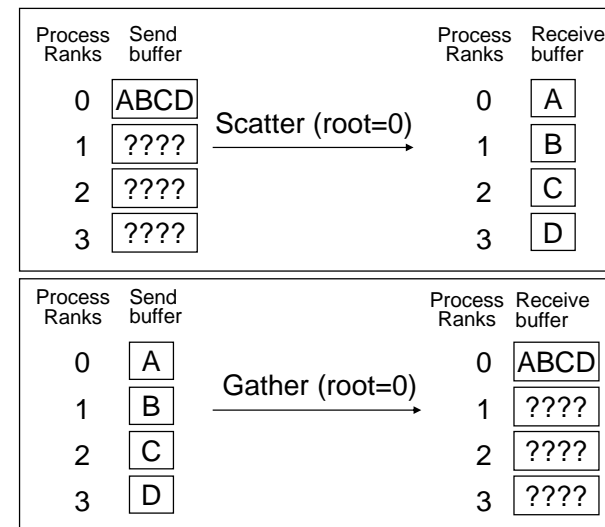 Process Send Process Receive
Ranks buffer Ranks buffer
0 ABCD 0 A
Scatter (root=0)
1 ???? 1 B
2 ???? 2 C
3 ???? 3 D
Process Send Process Receive
Ranks buffer Ranks buffer
0 A 0 ABCD
Gather (root=0)
1 B 1 ????
2 C 2 ????
3 D 3 ????